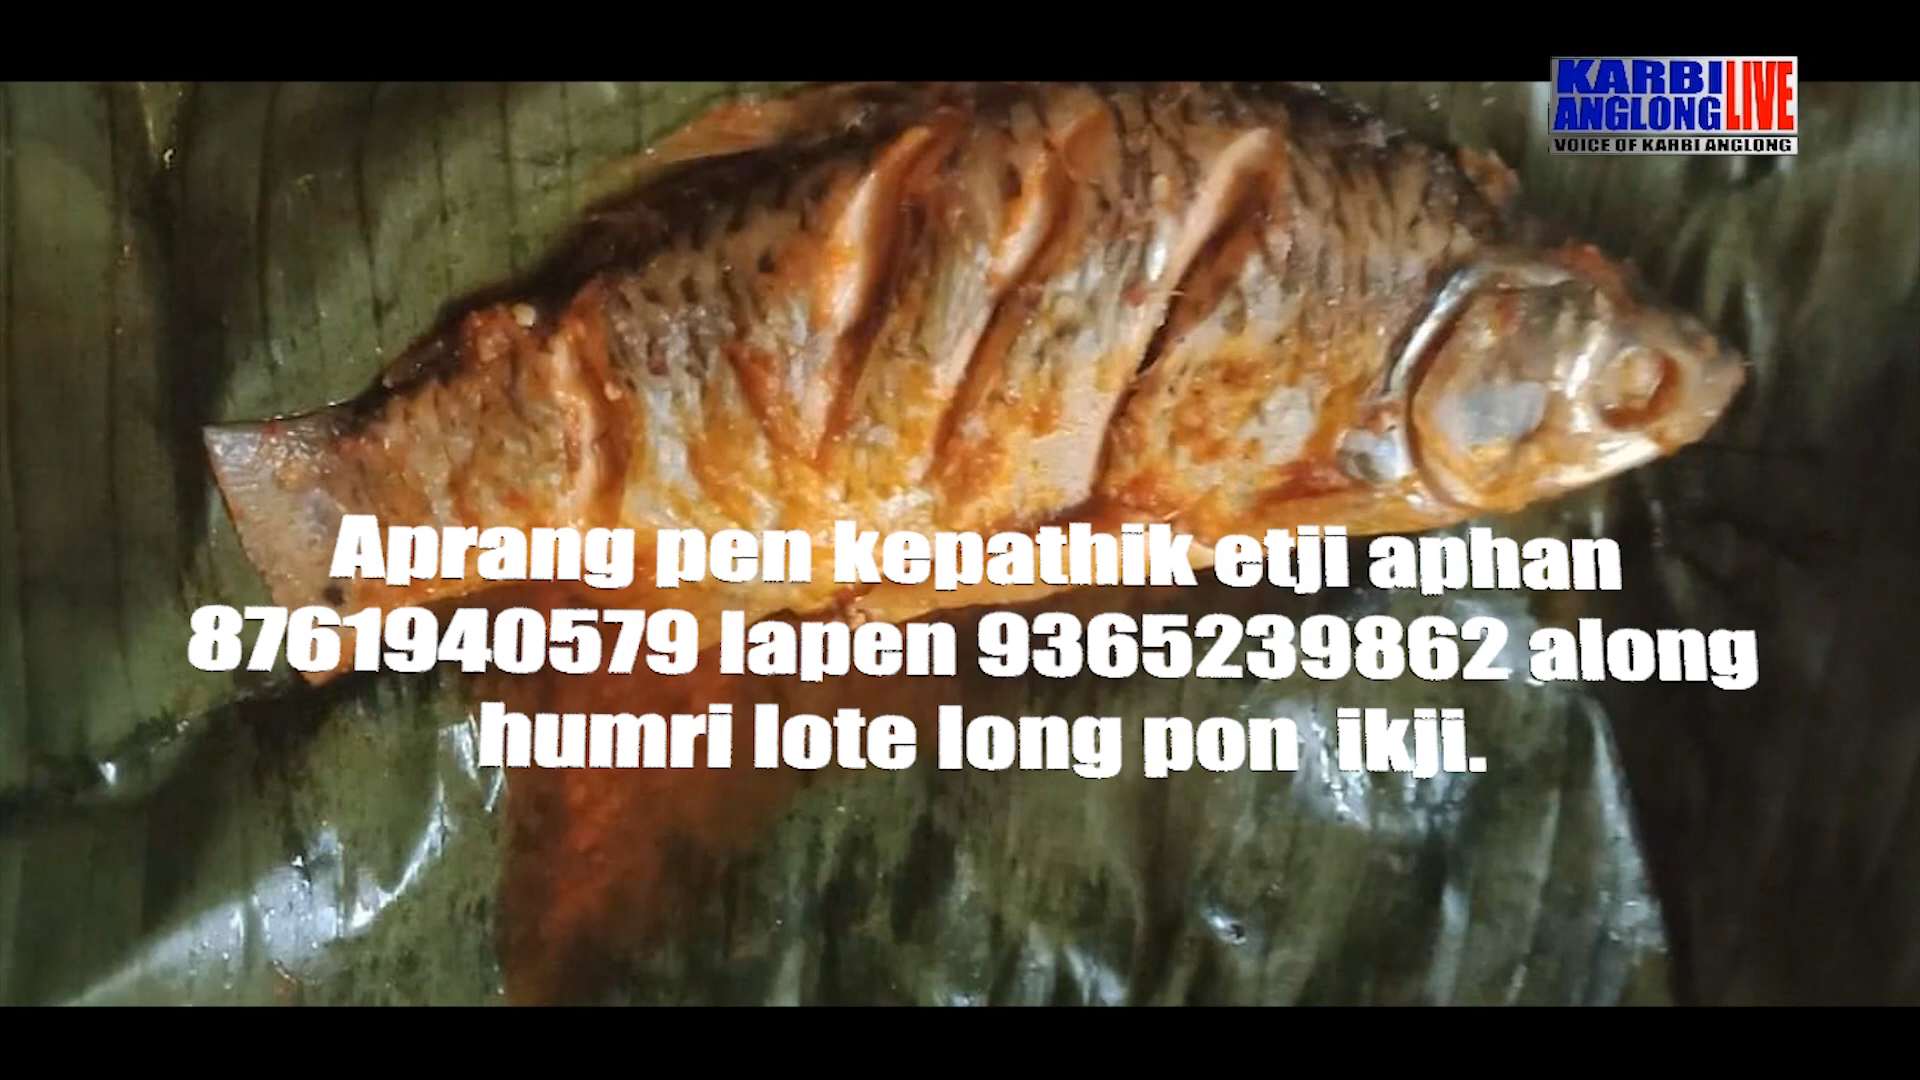 KARBI
ANGLONG LIVE
VOICE OF KARBI ANGLONG
Aprang pen kepathik etji aphan
8761940579 lapen 9365239862 along
humri lote long pon ikji.